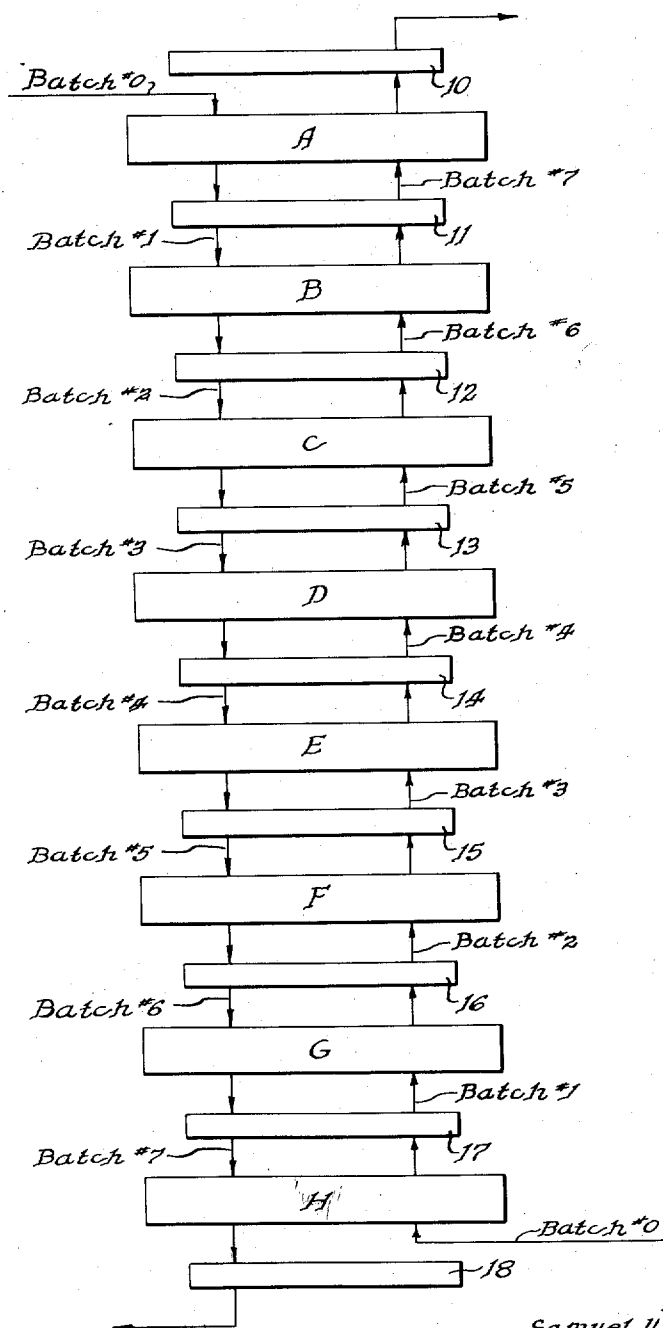 10
Batch #0
A
Batch #7
11
Batch #1
B
Batch #6
12
Batch #2
C
Batch #5
13
Batch #3
D
Batch #4
14
Batch #4
E
Batch #3
15
Batch #5
F
Batch #2
16
Batch #6
G
Batch #1
17
Batch #7
H
Batch #0
18
Samuel